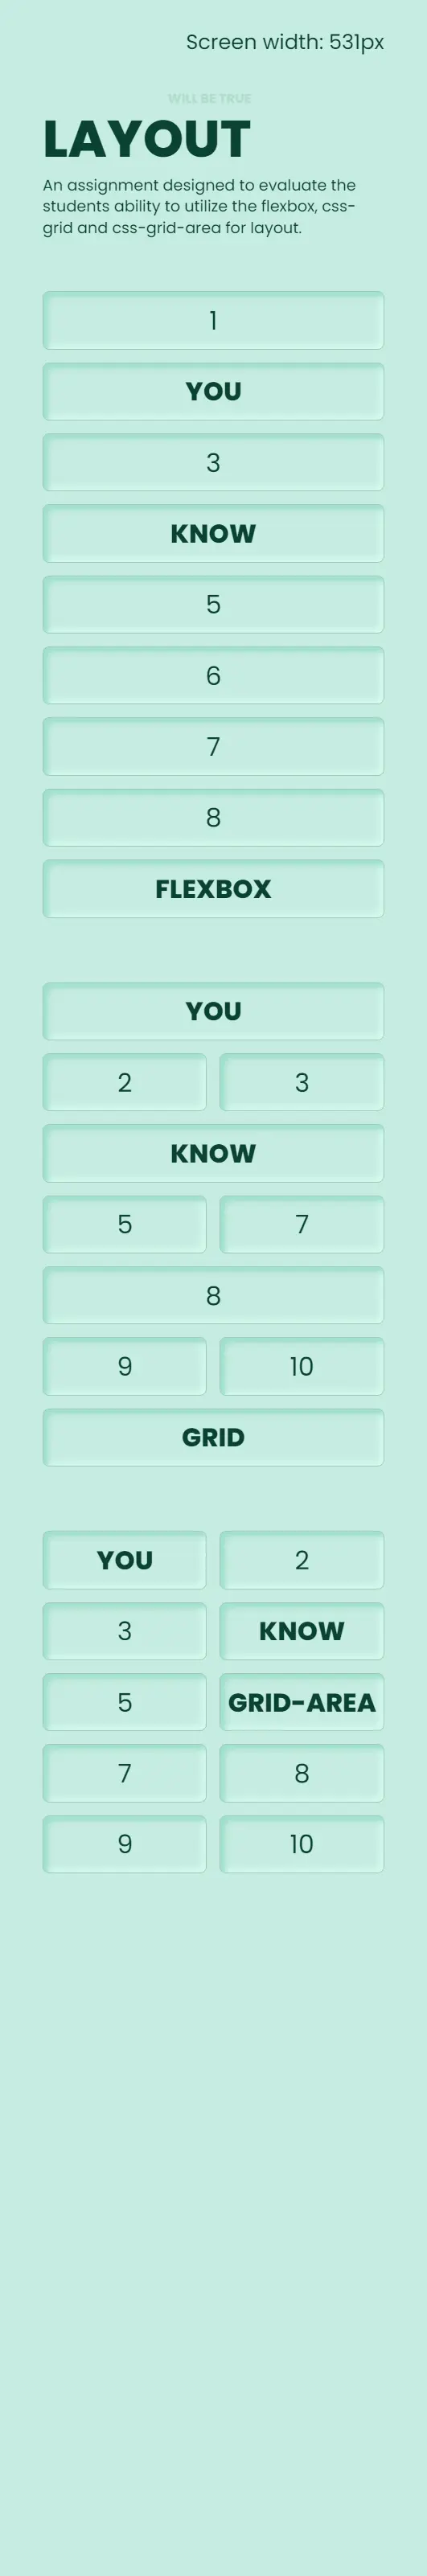 Screen width: 531px
WILL BE TRUE
LAYOUT
An assignment designed to evaluate the
students ability to utilize the flexbox, css-
grid and css-grid-area for layout.
1
YOU
3
KNOW
5
6
7
8
FLEXBOX
YOU
2 3
KNOW
5 7
8
9 10
GRID
YOU 2
3 KNOW
5 GRID-AREA
7 8
9 10